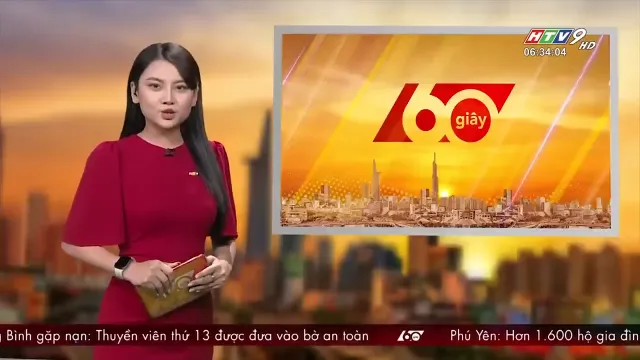 HTV9
HD
06:34:04
60
giây
Bình gặp nạn: Thuyền viên thứ 13 được đưa vào bờ an toàn
60
Phú Yên: Hơn 1.600 hộ gia